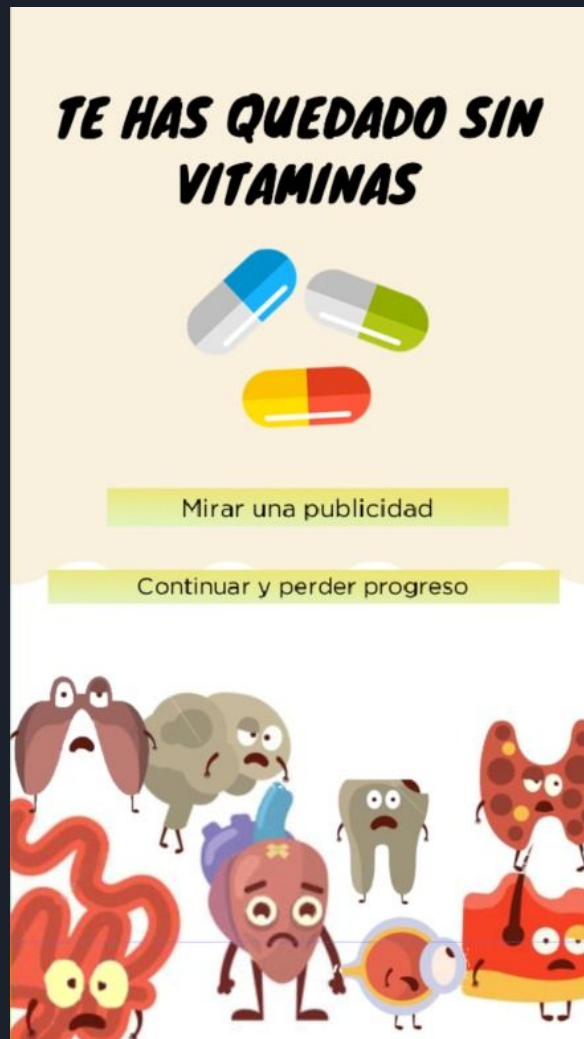 TE HAS QUEDADO SIN
VITAMINAS
Mirar una publicidad
Continuar y perder progreso